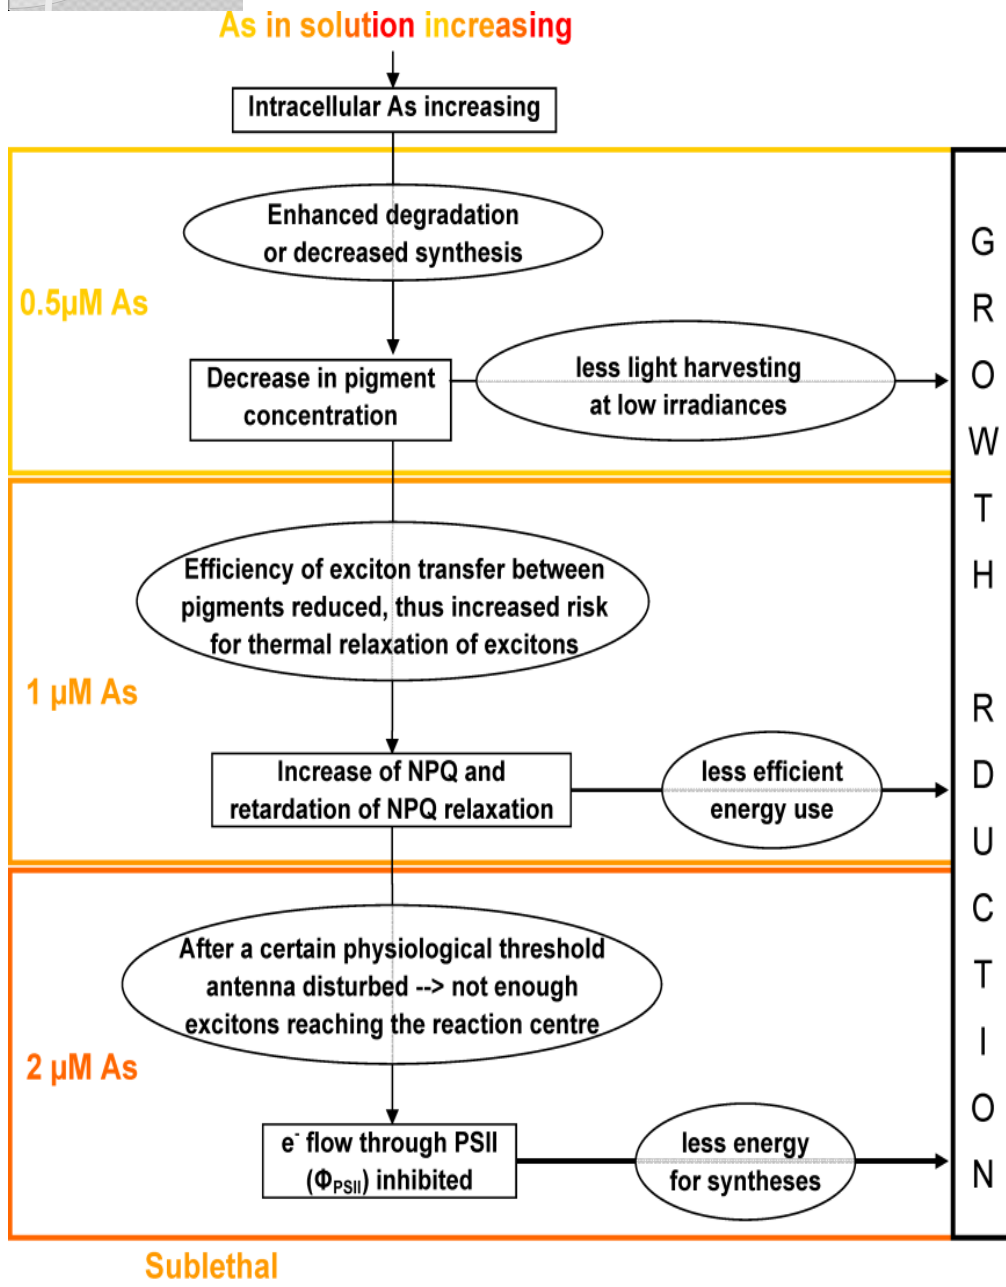 As in solution increasing
Intracellular As increasing
Enhanced degradation
or decreased synthesis
0.5µM As
Decrease in pigment
concentration
less light harvesting
at low irradiances
Efficiency of exciton transfer between
pigments reduced, thus increased risk
for thermal relaxation of excitons
1 µM As
Increase of NPQ and
retardation of NPQ relaxation
less efficient
energy use
After a certain physiological threshold
antenna disturbed --> not enough
excitons reaching the reaction centre
2 µM As
e⁻ flow through PSII
(Φ_PSII) inhibited
less energy
for syntheses
GROWTH RDUCTION
Sublethal